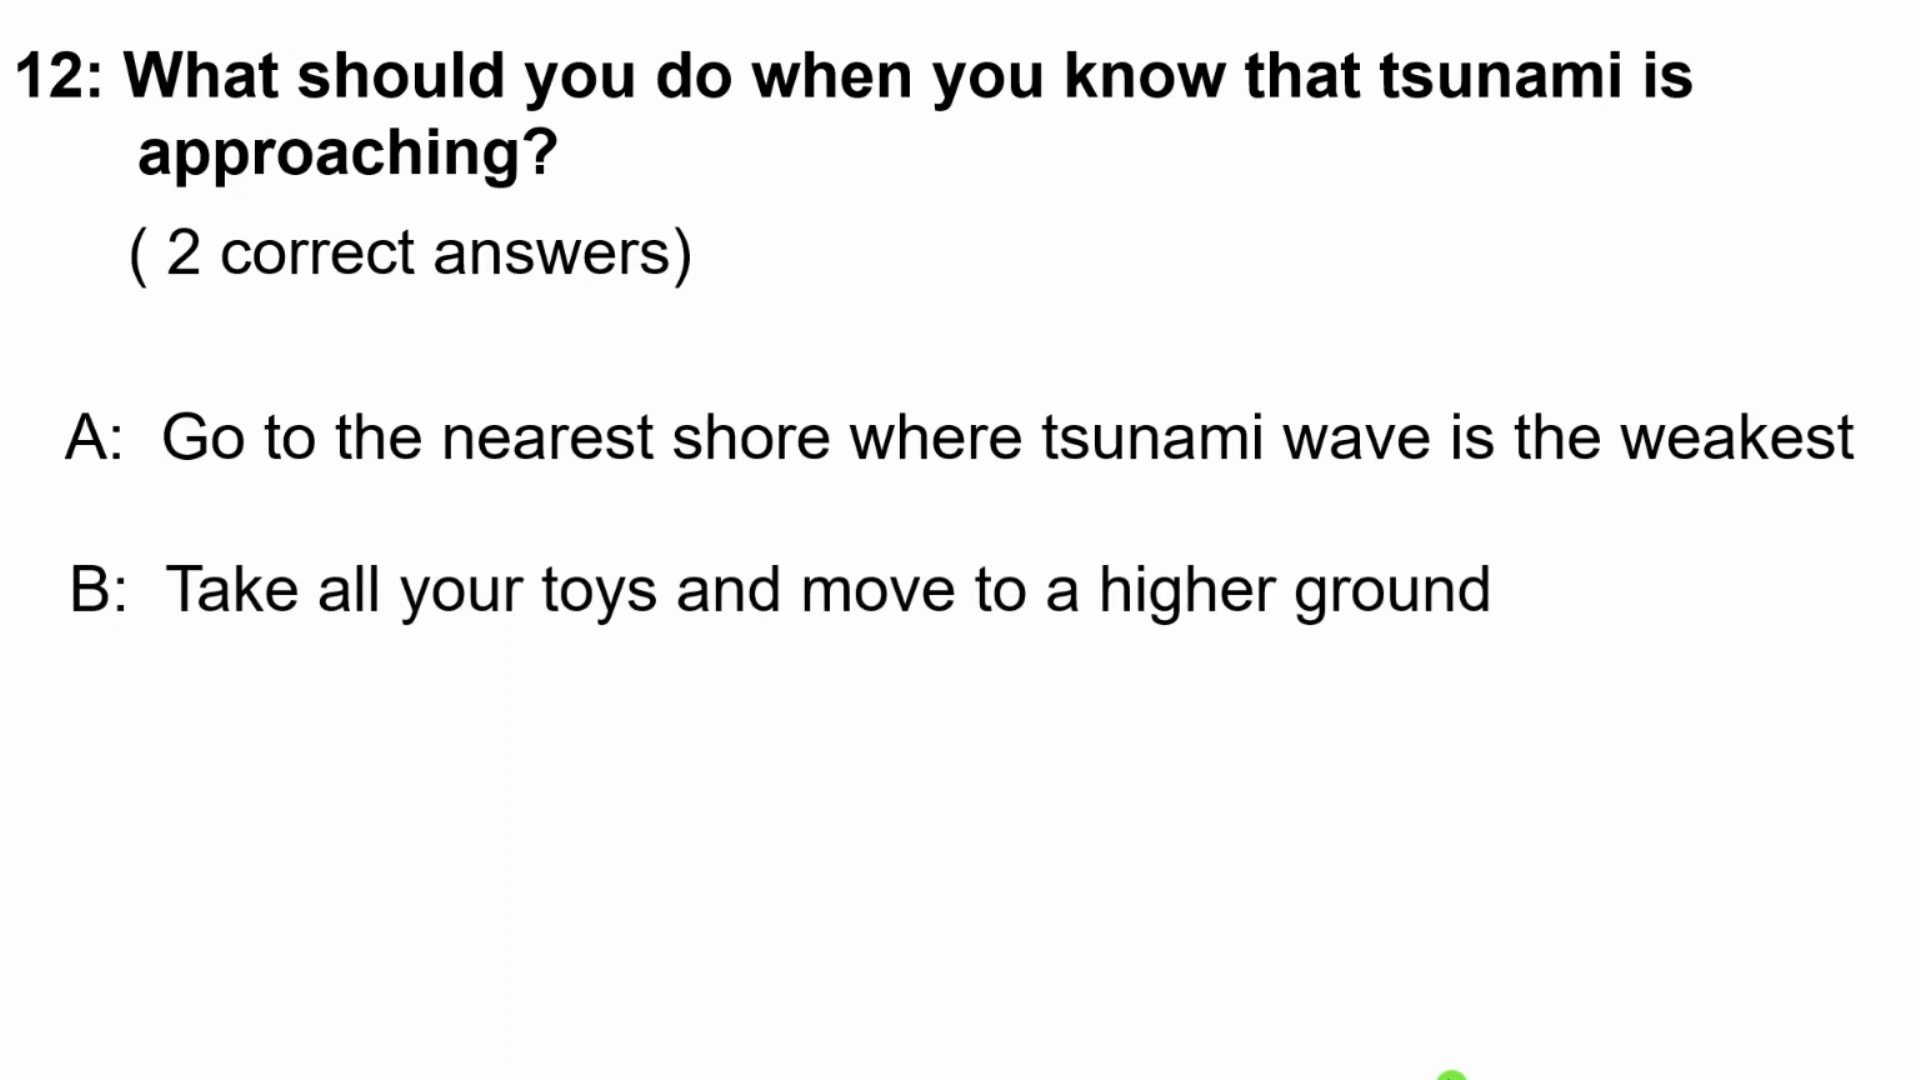 12: What should you do when you know that tsunami is
approaching?
( 2 correct answers)
A: Go to the nearest shore where tsunami wave is the weakest
B: Take all your toys and move to a higher ground